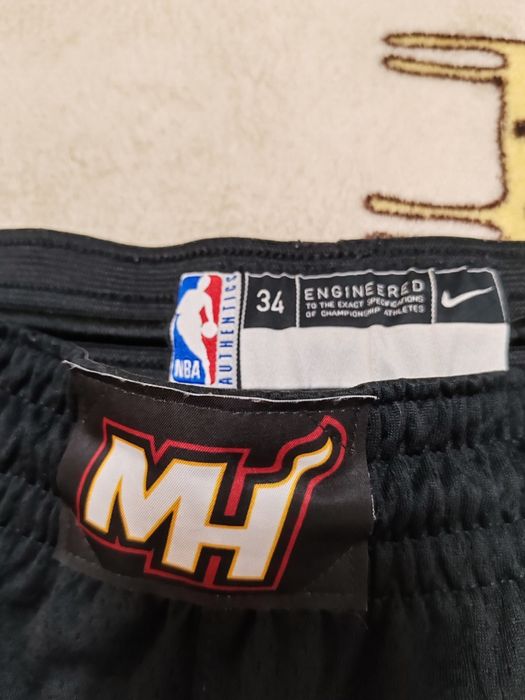 NBA
AUTHENTICS
34
ENGINEERED
TO THE EXACT SPECIFICATIONS
OF CHAMPIONSHIP ATHLETES
MH